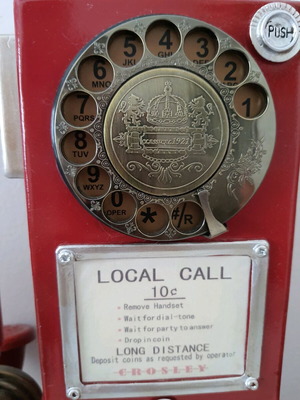 PUSH
1
2 ABC
3 DEF
4 GHI
5 JKL
6 MNO
7 PQRS
8 TUV
9 WXYZ
0 OPER
*
#/R
LOCAL CALL
10¢
• Remove Handset
• Wait for dial-tone
• Wait for party to answer
• Drop in coin
LONG DISTANCE
Deposit coins as requested by operator
CROSLEY